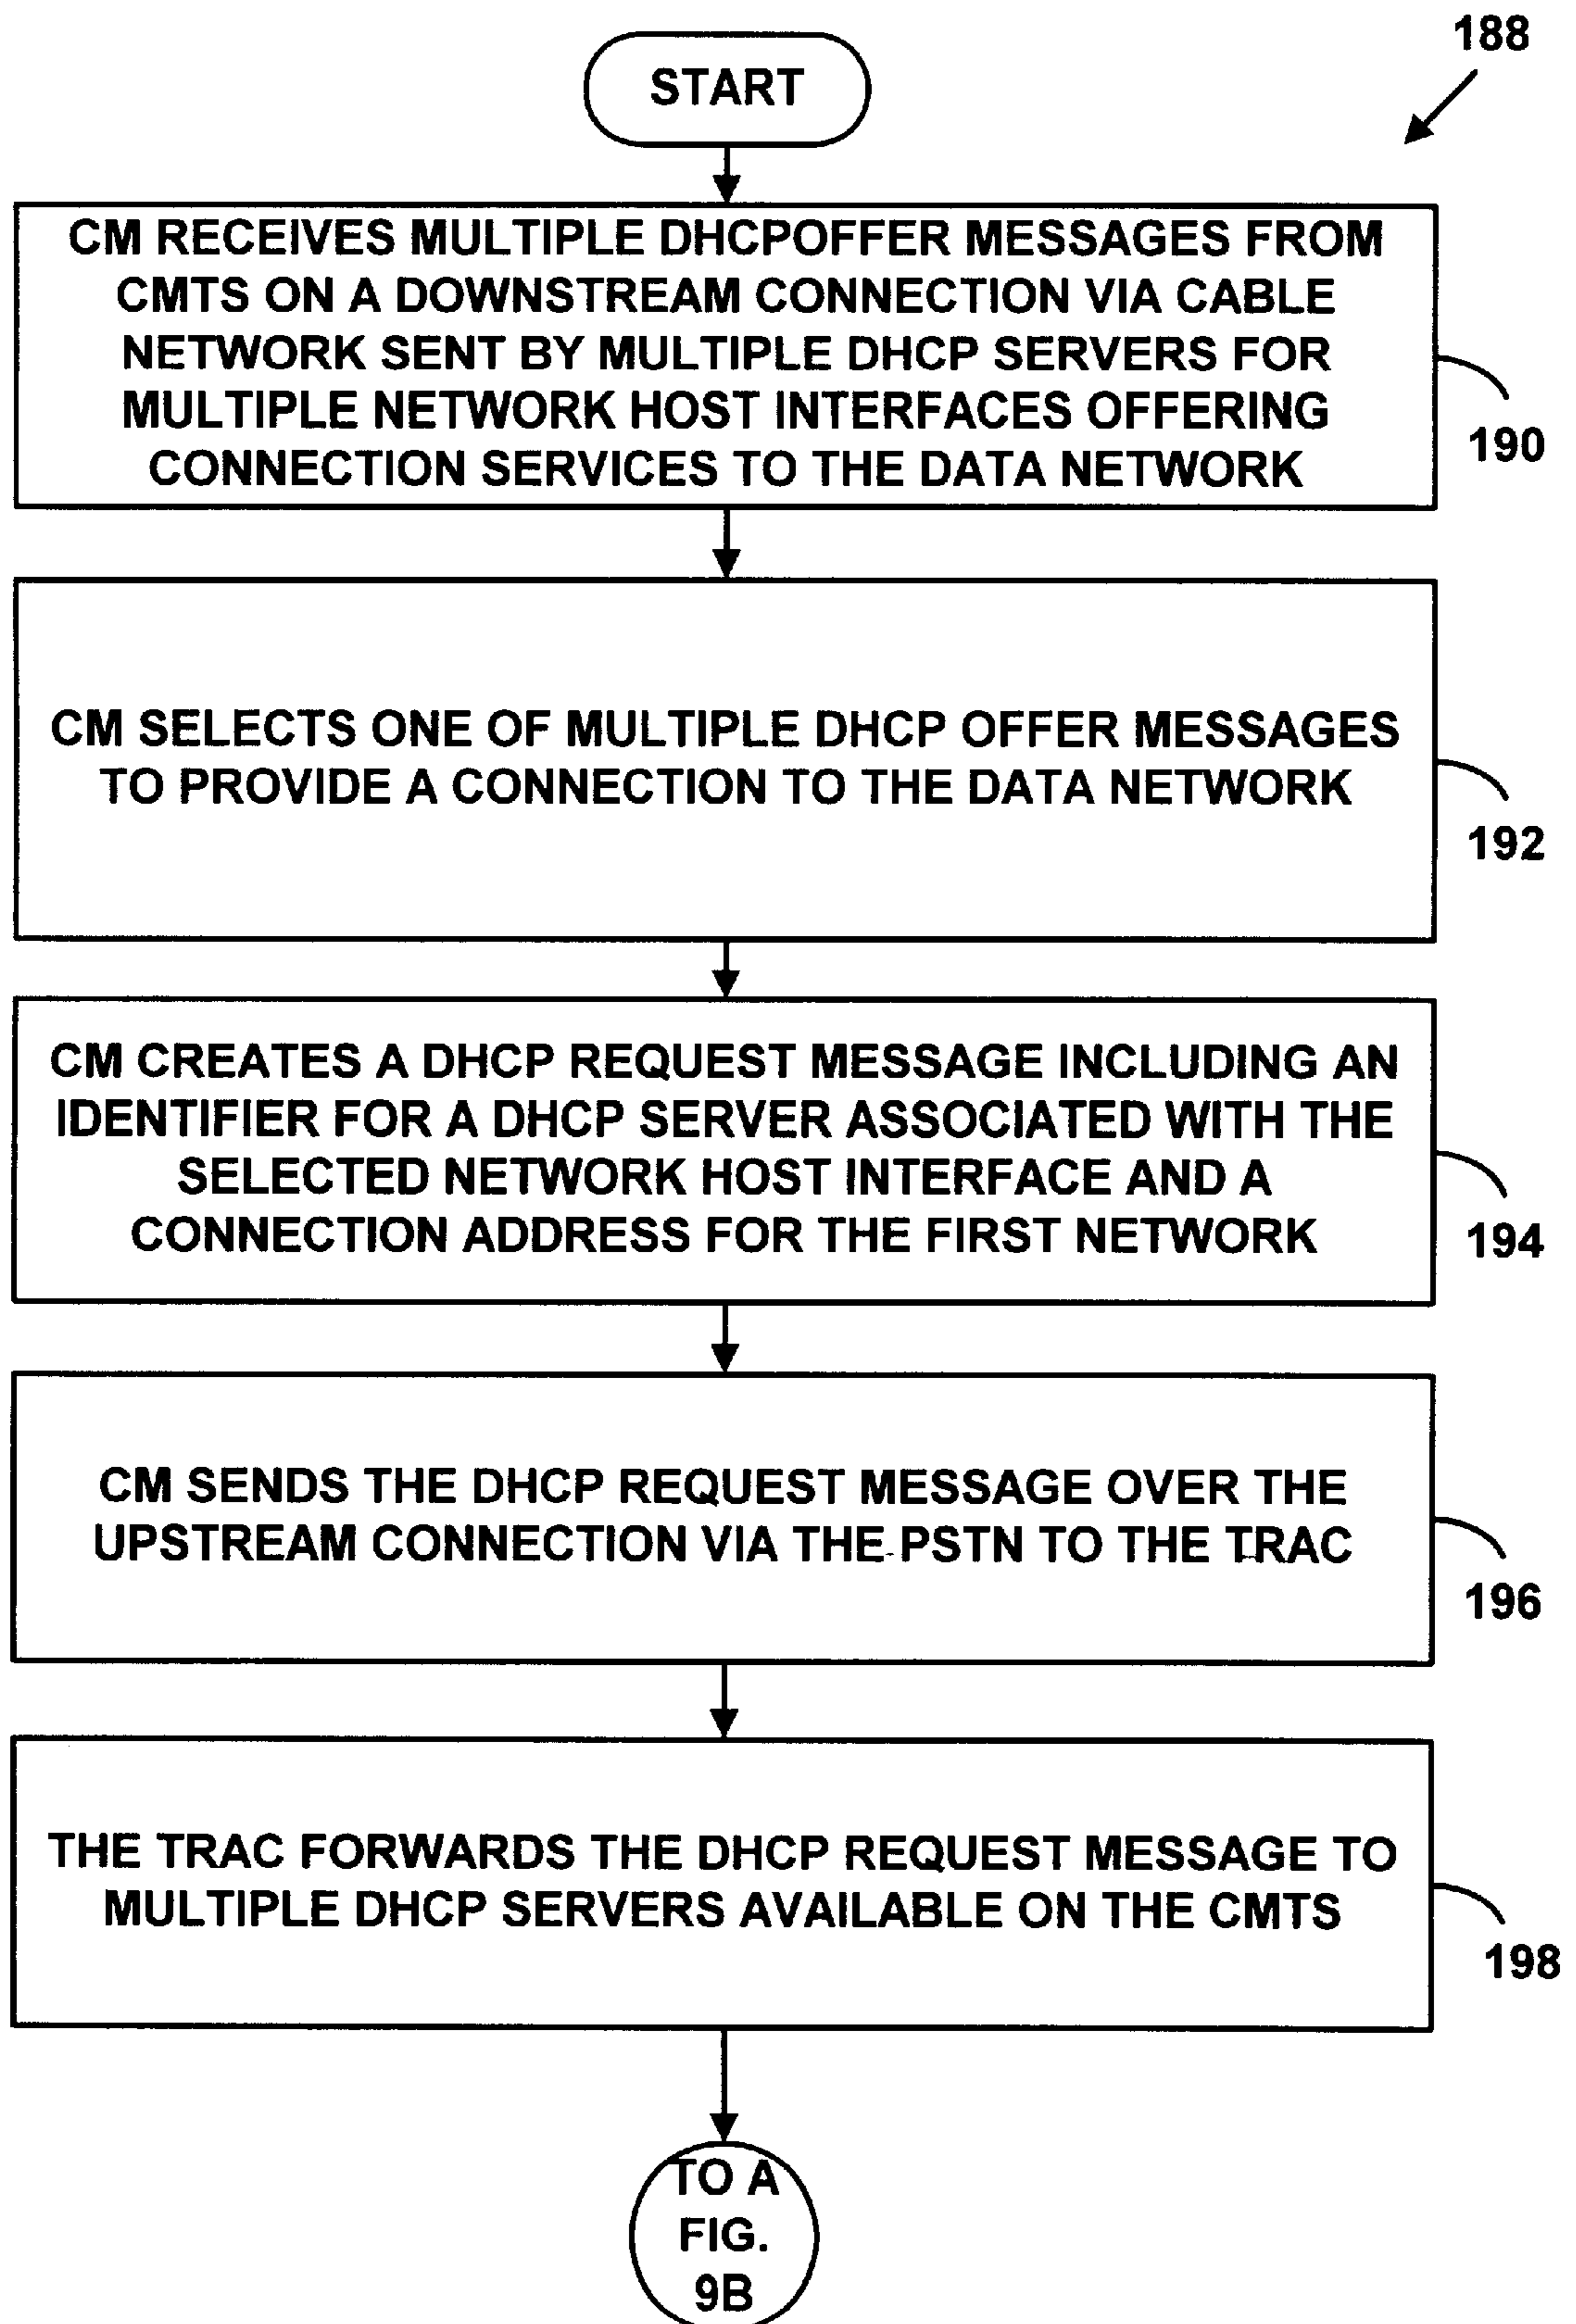 188
START
CM RECEIVES MULTIPLE DHCPOFFER MESSAGES FROM
CMTS ON A DOWNSTREAM CONNECTION VIA CABLE
NETWORK SENT BY MULTIPLE DHCP SERVERS FOR
MULTIPLE NETWORK HOST INTERFACES OFFERING
CONNECTION SERVICES TO THE DATA NETWORK
190
CM SELECTS ONE OF MULTIPLE DHCP OFFER MESSAGES
TO PROVIDE A CONNECTION TO THE DATA NETWORK
192
CM CREATES A DHCP REQUEST MESSAGE INCLUDING AN
IDENTIFIER FOR A DHCP SERVER ASSOCIATED WITH THE
SELECTED NETWORK HOST INTERFACE AND A
CONNECTION ADDRESS FOR THE FIRST NETWORK
194
CM SENDS THE DHCP REQUEST MESSAGE OVER THE
UPSTREAM CONNECTION VIA THE PSTN TO THE TRAC
196
THE TRAC FORWARDS THE DHCP REQUEST MESSAGE TO
MULTIPLE DHCP SERVERS AVAILABLE ON THE CMTS
198
TO A
FIG.
9B